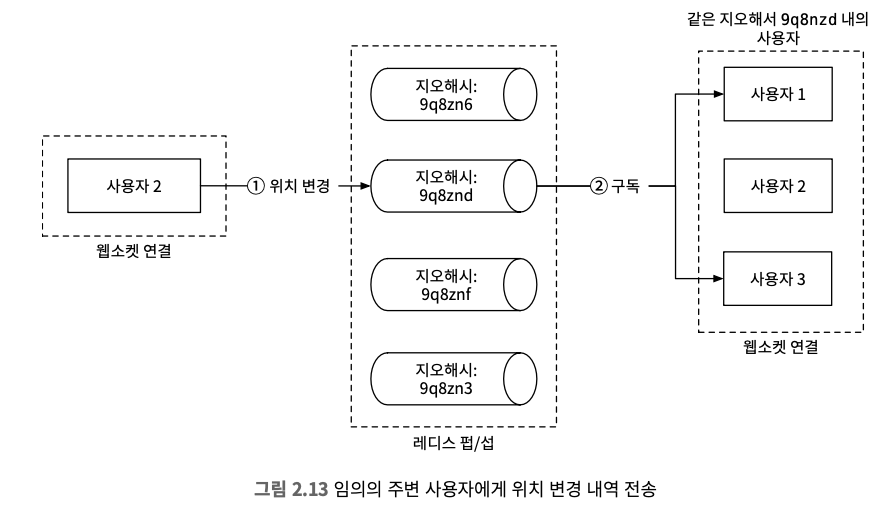 같은 지오해서 9q8nzd 내의
사용자
사용자 2
웹소켓 연결
① 위치 변경
지오해시:
9q8zn6
지오해시:
9q8znd
지오해시:
9q8znf
지오해시:
9q8zn3
레디스 펍/섭
② 구독
사용자 1
사용자 2
사용자 3
웹소켓 연결
그림 2.13 임의의 주변 사용자에게 위치 변경 내역 전송